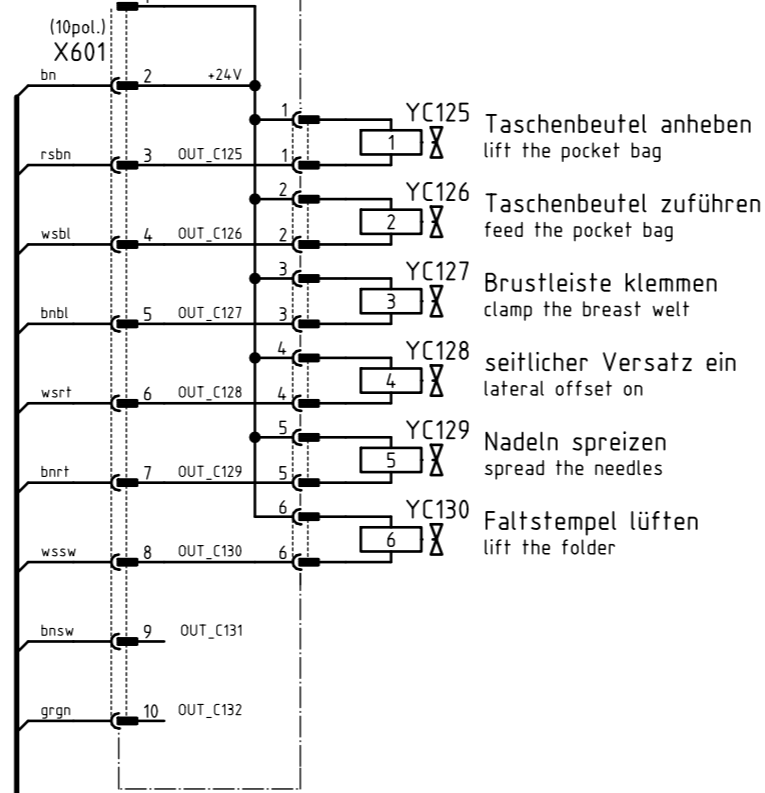 (10pol.)
X601
bn 2 +24V
1 YC125 Taschenbeutel anheben
1 lift the pocket bag
rsbn 3 OUT_C125 1
2 YC126 Taschenbeutel zuführen
2 feed the pocket bag
wsbl 4 OUT_C126 2
3 YC127 Brustleiste klemmen
3 clamp the breast welt
bnbl 5 OUT_C127 3
4 YC128 seitlicher Versatz ein
4 lateral offset on
wsrt 6 OUT_C128 4
5 YC129 Nadeln spreizen
5 spread the needles
bnrt 7 OUT_C129 5
6 YC130 Faltstempel lüften
6 lift the folder
wssw 8 OUT_C130 6
bnsw 9 OUT_C131
grgn 10 OUT_C132